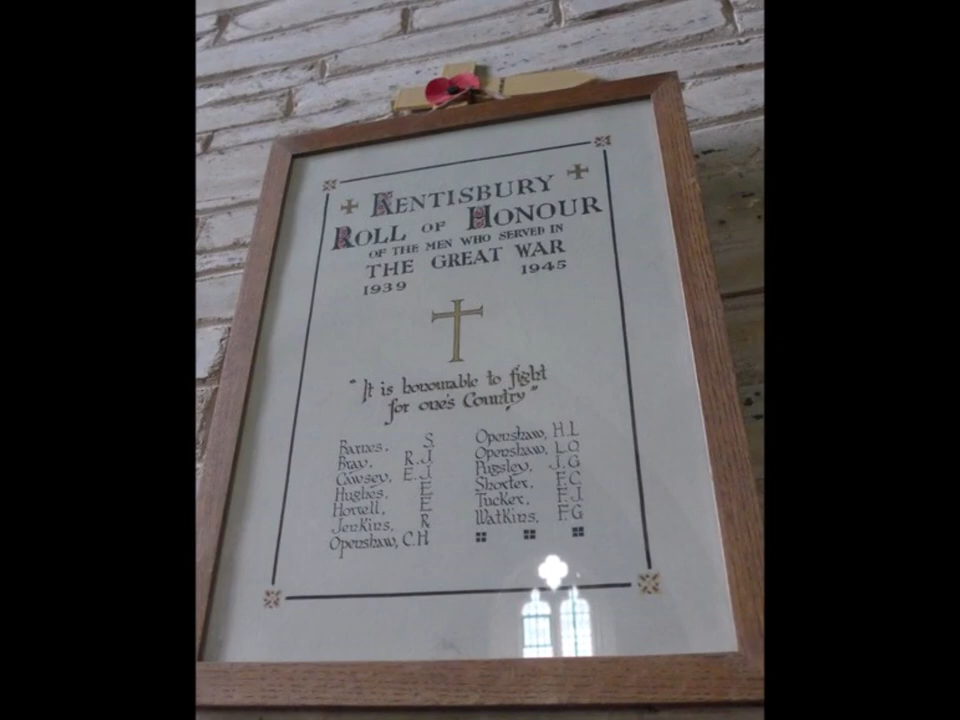 KENTISBURY
ROLL OF HONOUR
OF THE MEN WHO SERVED IN
THE GREAT WAR
1939 1945
"It is honourable to fight
for one's Country"
Barnes, S.
Bray, R.J.
Cawsey, E.J.
Hughes, E
Horrell, E
Jenkins, R
Openshaw, C.H
Openshaw, H.L
Openshaw, L.O
Pugsley, J.G
Shorter, F.C
Tucker, F.J
Watkins, F.G